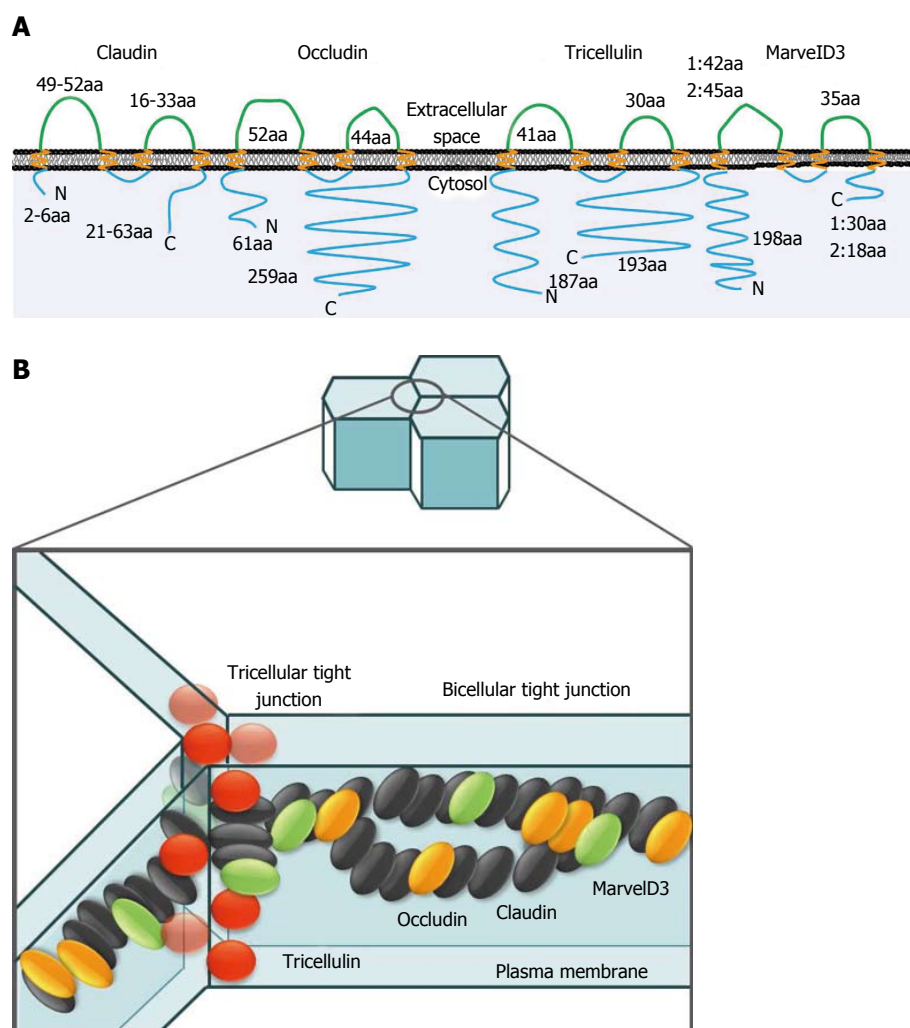 A
Claudin
Occludin
Tricellulin
MarvelD3
49-52aa
16-33aa
52aa
44aa
Extracellular
space
41aa
30aa
1:42aa
2:45aa
35aa
Cytosol
N
2-6aa
21-63aa
C
N
61aa
259aa
C
N
187aa
C
193aa
198aa
N
C
1:30aa
2:18aa
B
Tricellular tight
junction
Bicellular tight junction
MarvelD3
Occludin
Claudin
Tricellulin
Plasma membrane